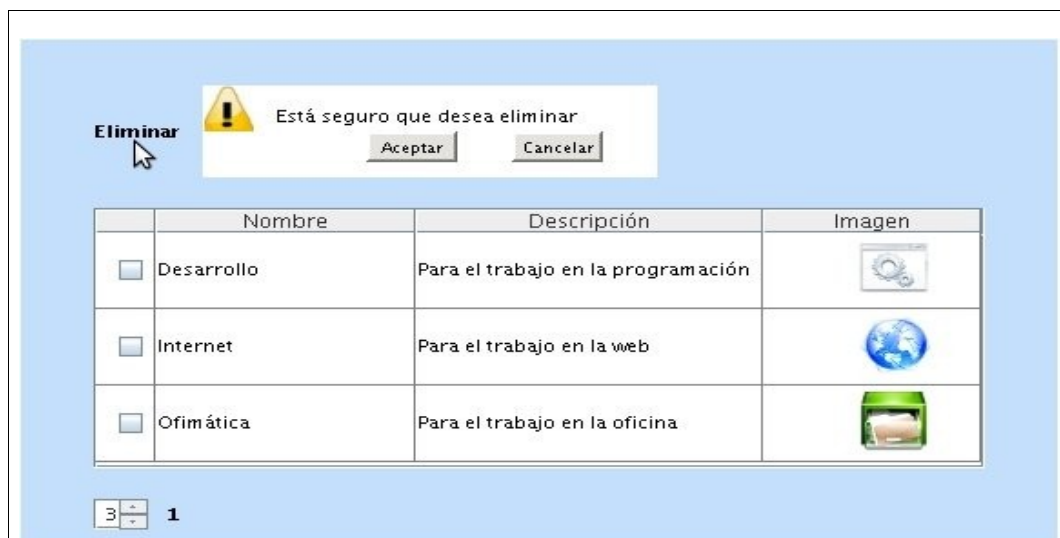 Está seguro que desea eliminar
Eliminar
Aceptar Cancelar
Nombre Descripción Imagen
Desarrollo Para el trabajo en la programación
Internet Para el trabajo en la web
Ofimática Para el trabajo en la oficina
3 1